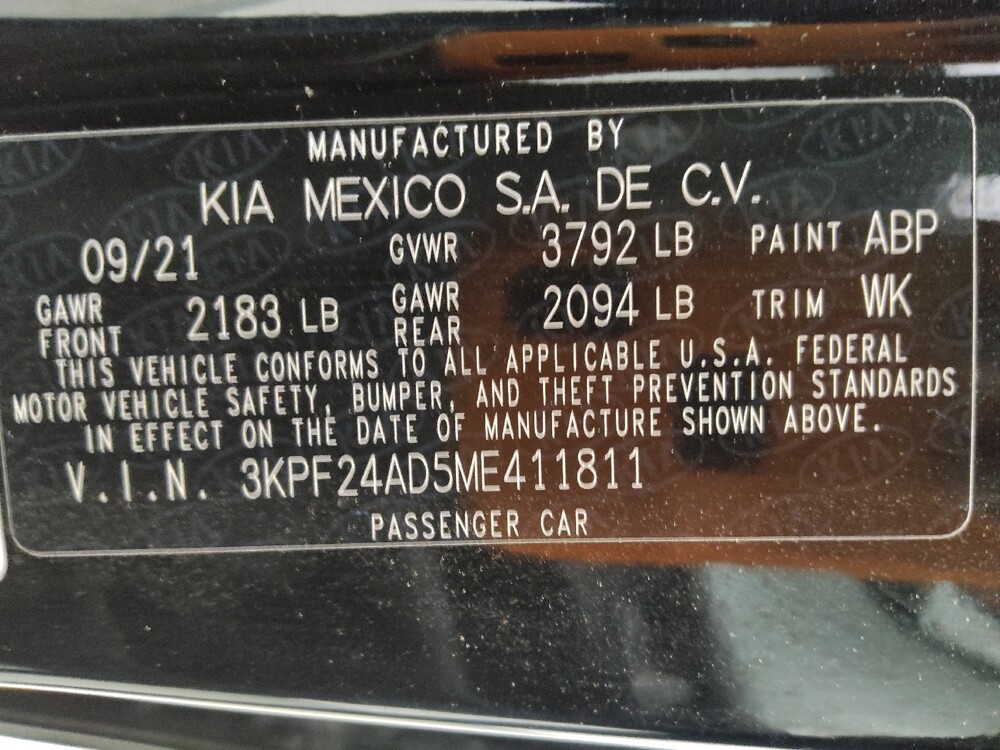 MANUFACTURED BY
KIA MEXICO S.A. DE C.V.
09/21 GVWR 3792 LB PAINT ABP
GAWR FRONT 2183 LB GAWR REAR 2094 LB TRIM WK
THIS VEHICLE CONFORMS TO ALL APPLICABLE U.S.A. FEDERAL
MOTOR VEHICLE SAFETY, BUMPER, AND THEFT PREVENTION STANDARDS
IN EFFECT ON THE DATE OF MANUFACTURE SHOWN ABOVE.
V.I.N. 3KPF24AD5ME411811
PASSENGER CAR